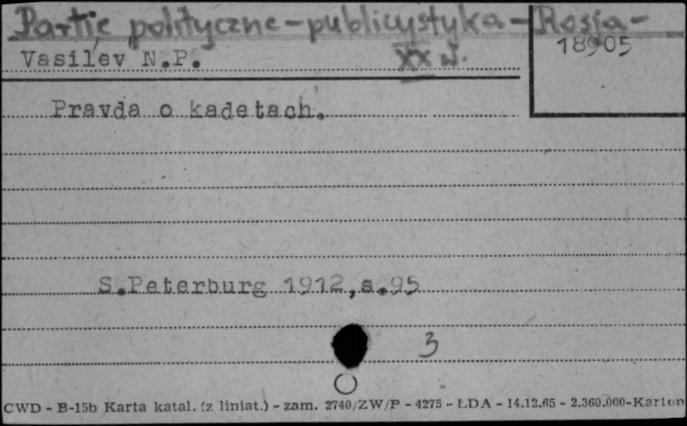 Partie polityczne-publicystyka-Rosja-
XX w.
18905
Vasilev N.P.
Pravda o kadetach.
S.Peterburg 1912,s.95
3
CWD - B-15b Karta katal. (z liniat.) - zam. 2740/ZW/P - 4275 - ŁDA - 14.12.65 - 2.360.000-Karton